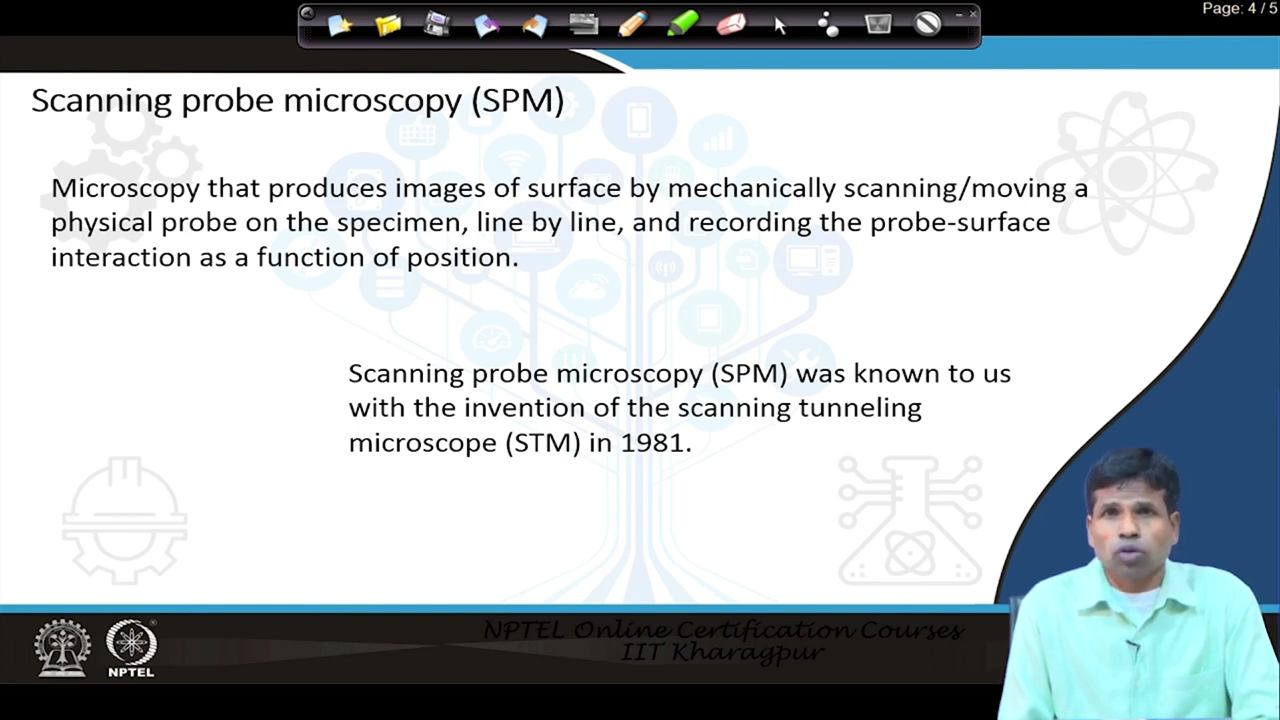 Page: 4 / 5
Scanning probe microscopy (SPM)
Microscopy that produces images of surface by mechanically scanning/moving a
physical probe on the specimen, line by line, and recording the probe-surface
interaction as a function of position.
Scanning probe microscopy (SPM) was known to us
with the invention of the scanning tunneling
microscope (STM) in 1981.
NPTEL Online Certification Courses
IIT Kharagpur
NPTEL